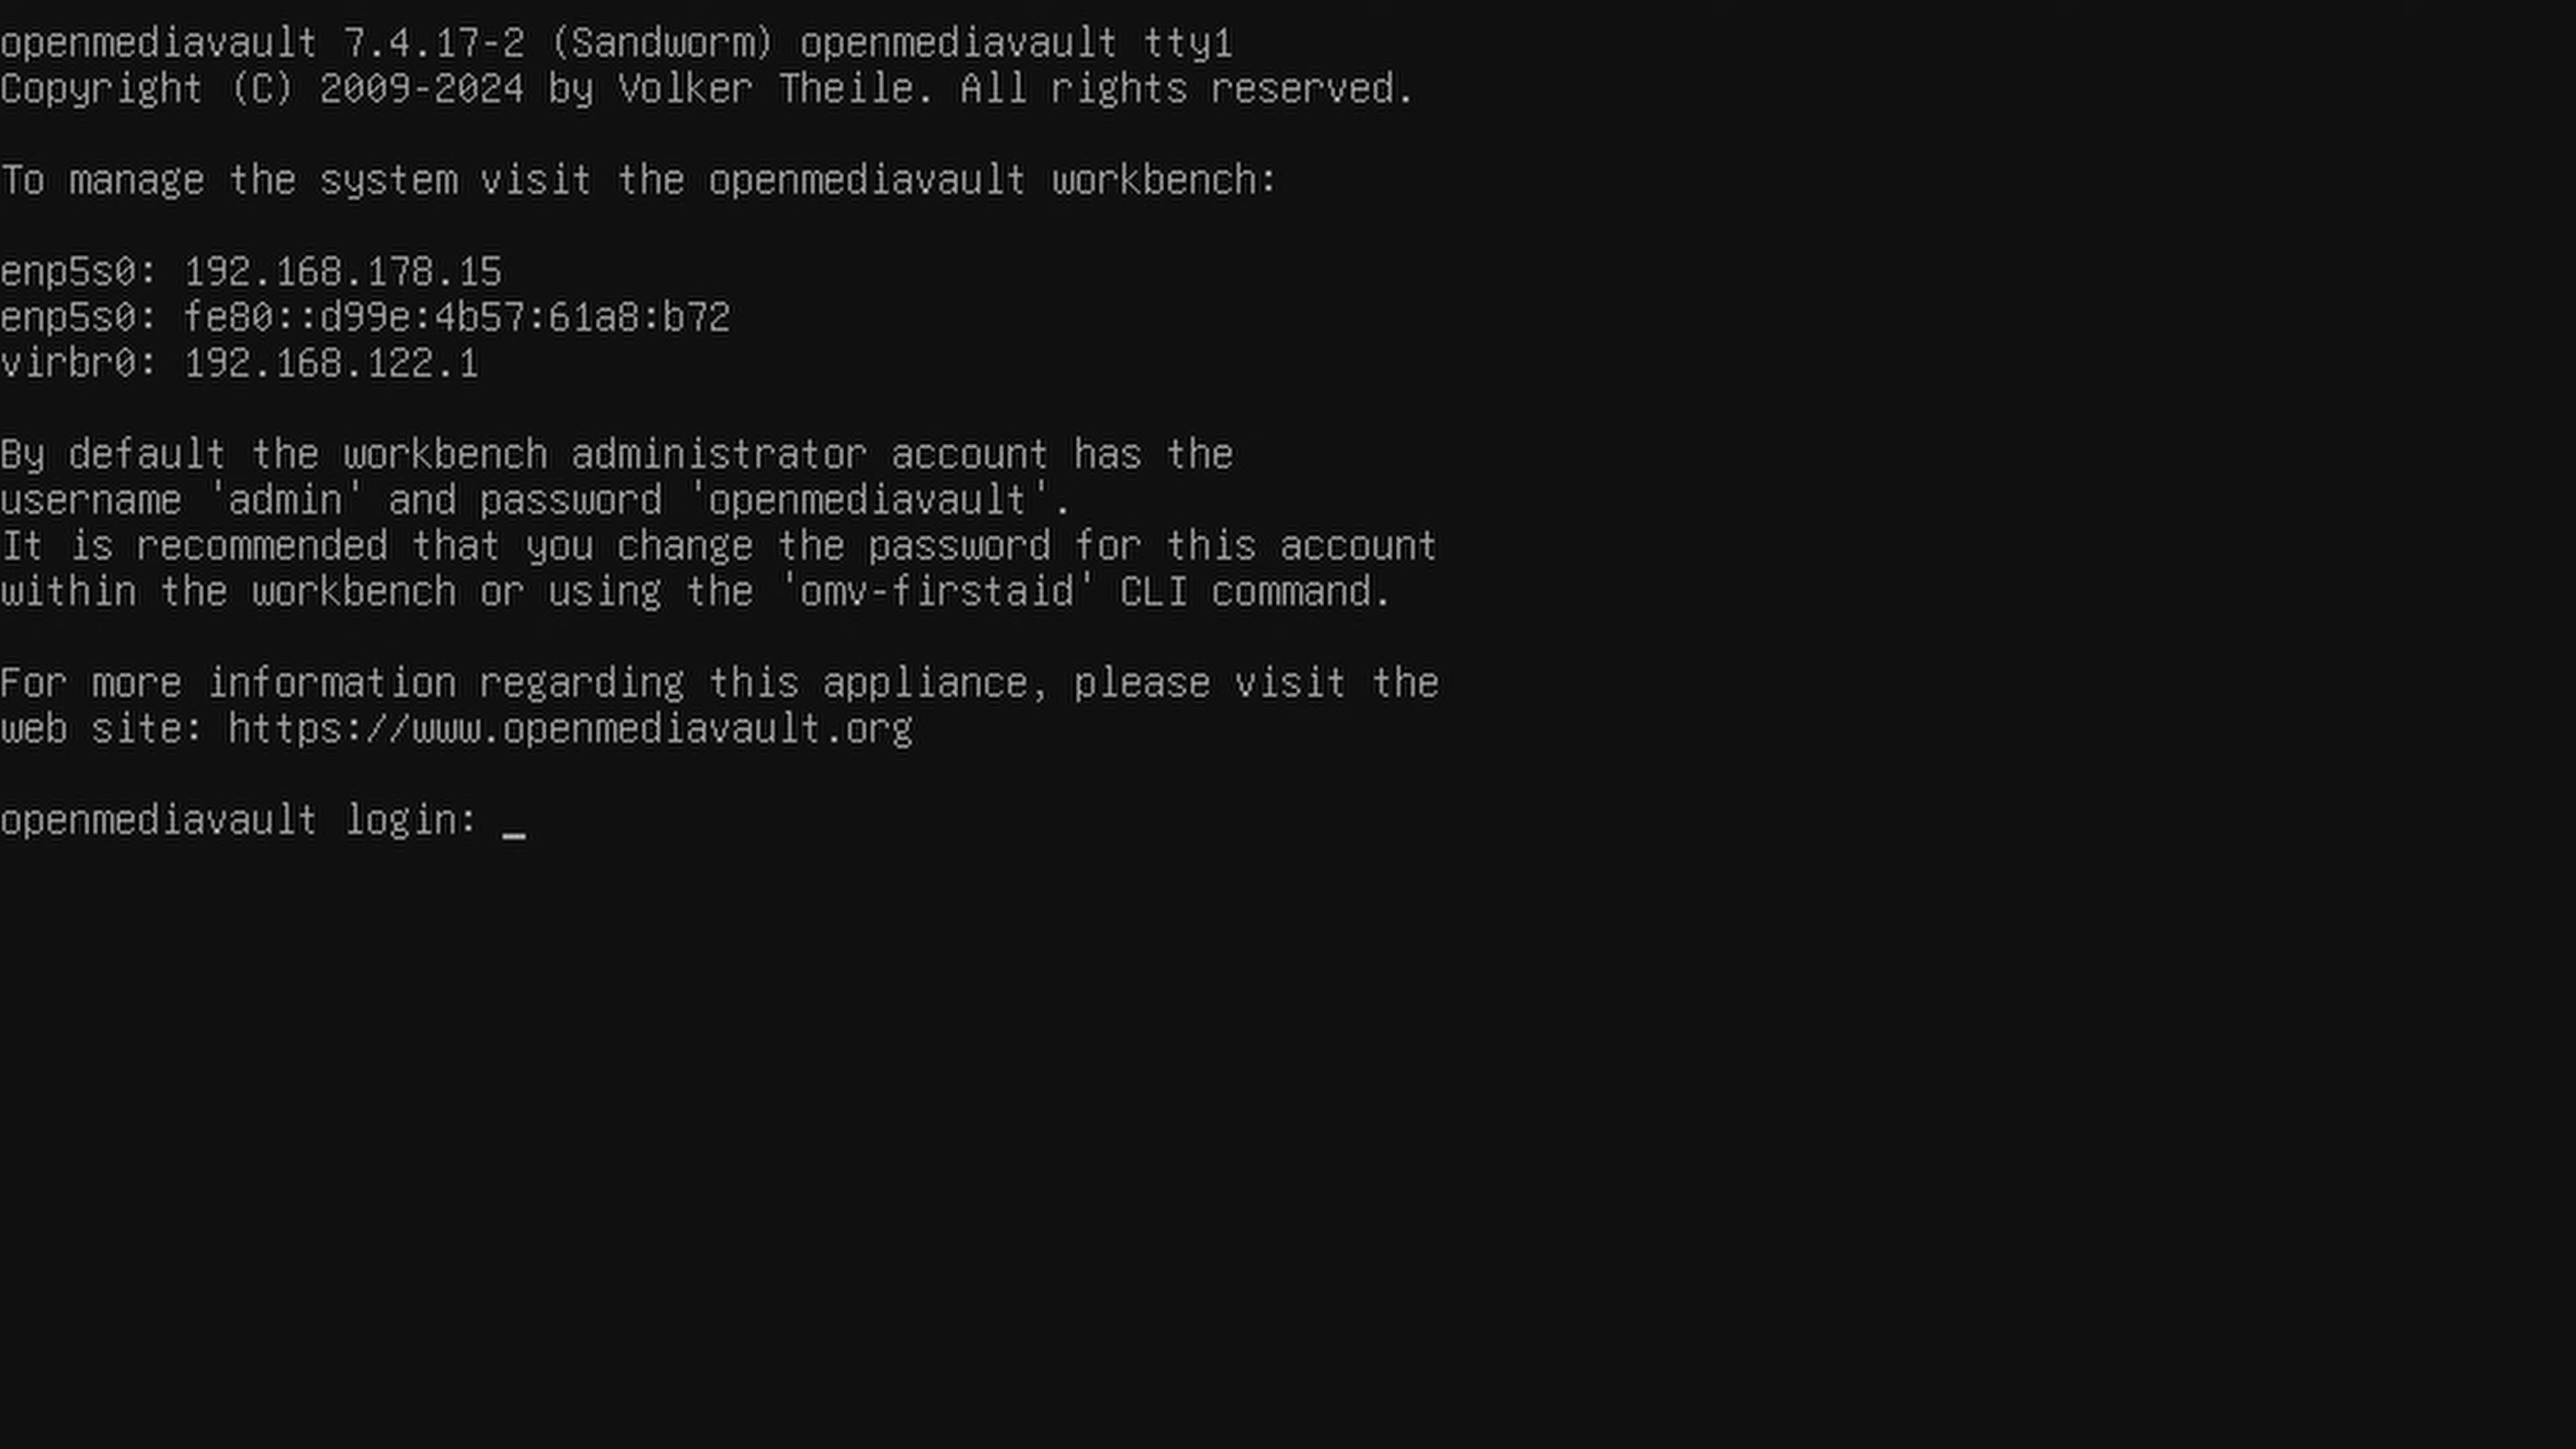 openmediavault 7.4.17-2 (Sandworm) openmediavault tty1
Copyright (C) 2009-2024 by Volker Theile. All rights reserved.
To manage the system visit the openmediavault workbench:
enp5s0: 192.168.178.15
enp5s0: fe80::d99e:4b57:61a8:b72
virbr0: 192.168.122.1
By default the workbench administrator account has the
username 'admin' and password 'openmediavault'.
It is recommended that you change the password for this account
within the workbench or using the 'omv-firstaid' CLI command.
For more information regarding this appliance, please visit the
web site: https://www.openmediavault.org
openmediavault login: _